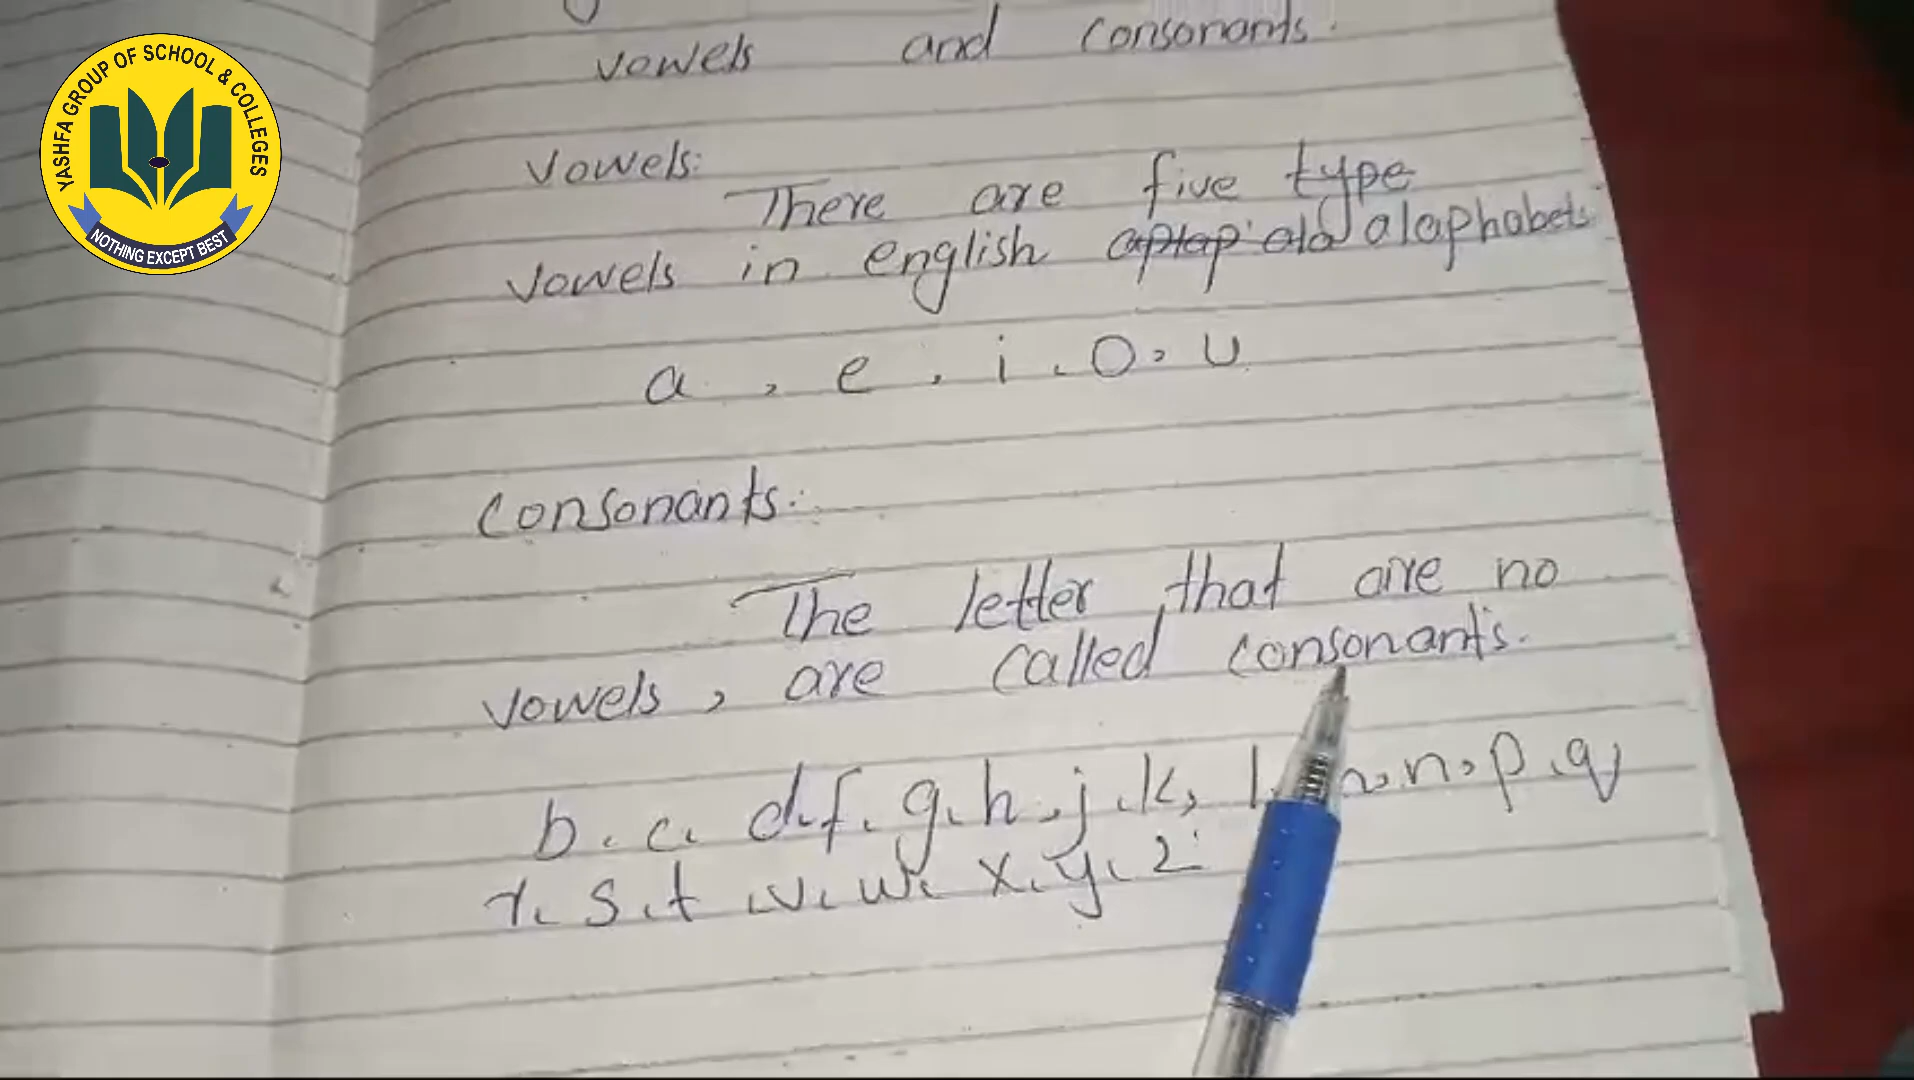 YASHFA GROUP OF SCHOOL & COLLEGES
NOTHING EXCEPT BEST
vowels and consonants.
Vowels:
There are five type
vowels in english alaphabets
a, e, i, o, u
Consonants:
The letter that are no
vowels, are called consonants.
b, c, d, f, g, h, j, k, l, n, p, q,
r, s, t, v, w, x, y, z